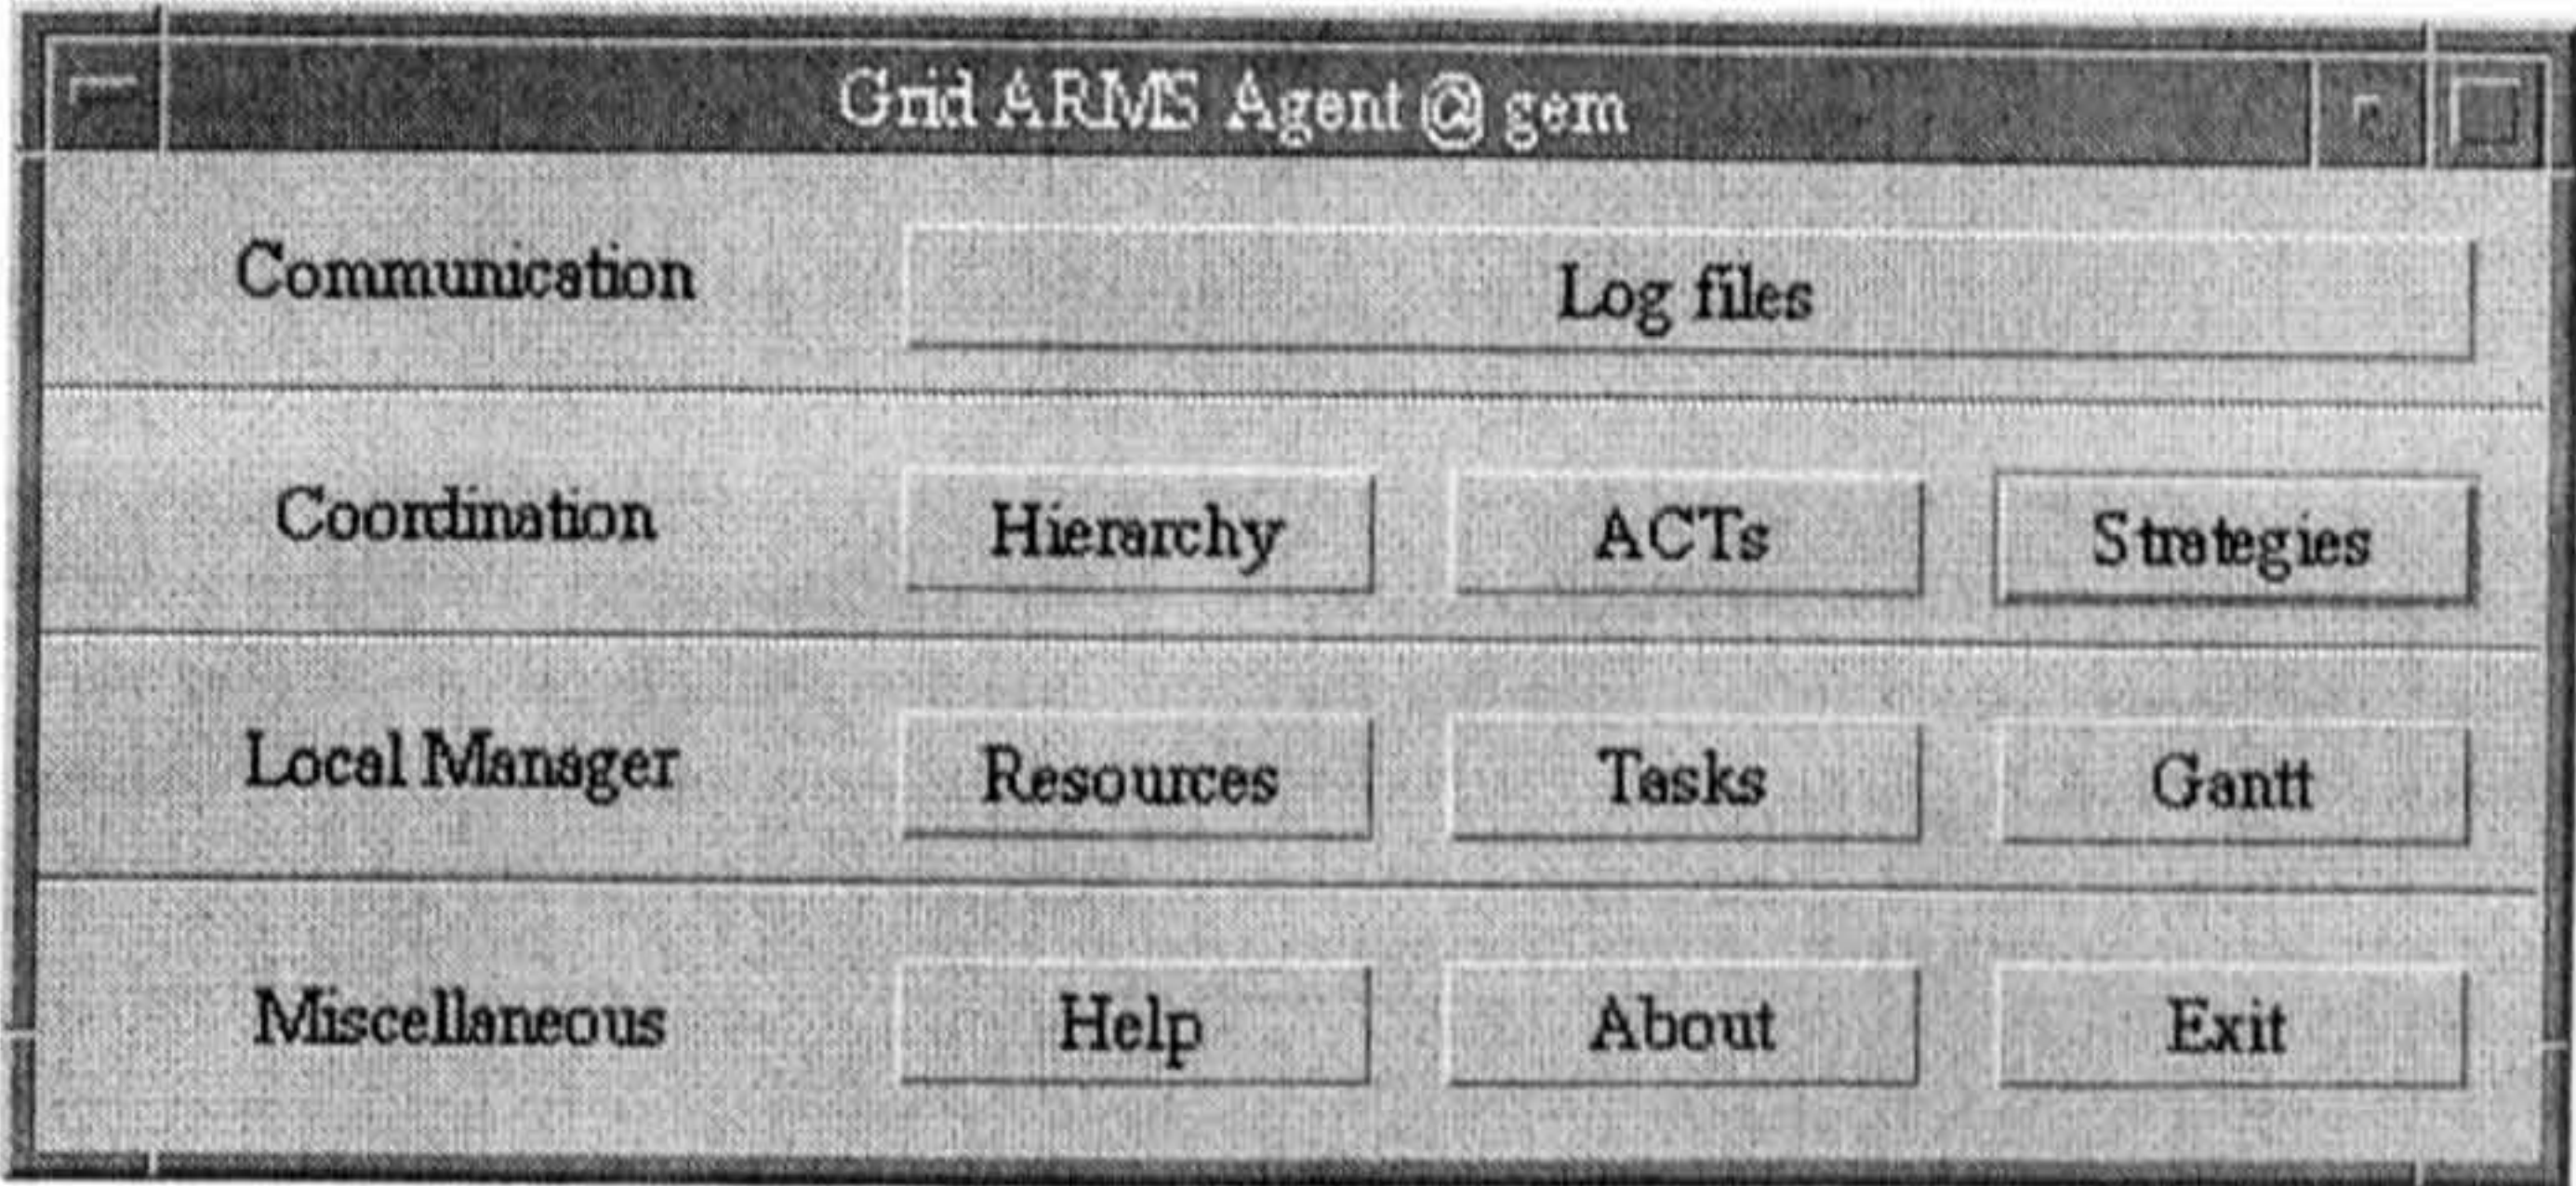 Grid ARMS Agent @ gem
Communication Log files
Coordination Hierarchy ACTs Strategies
Local Manager Resources Tasks Gantt
Miscellaneous Help About Exit